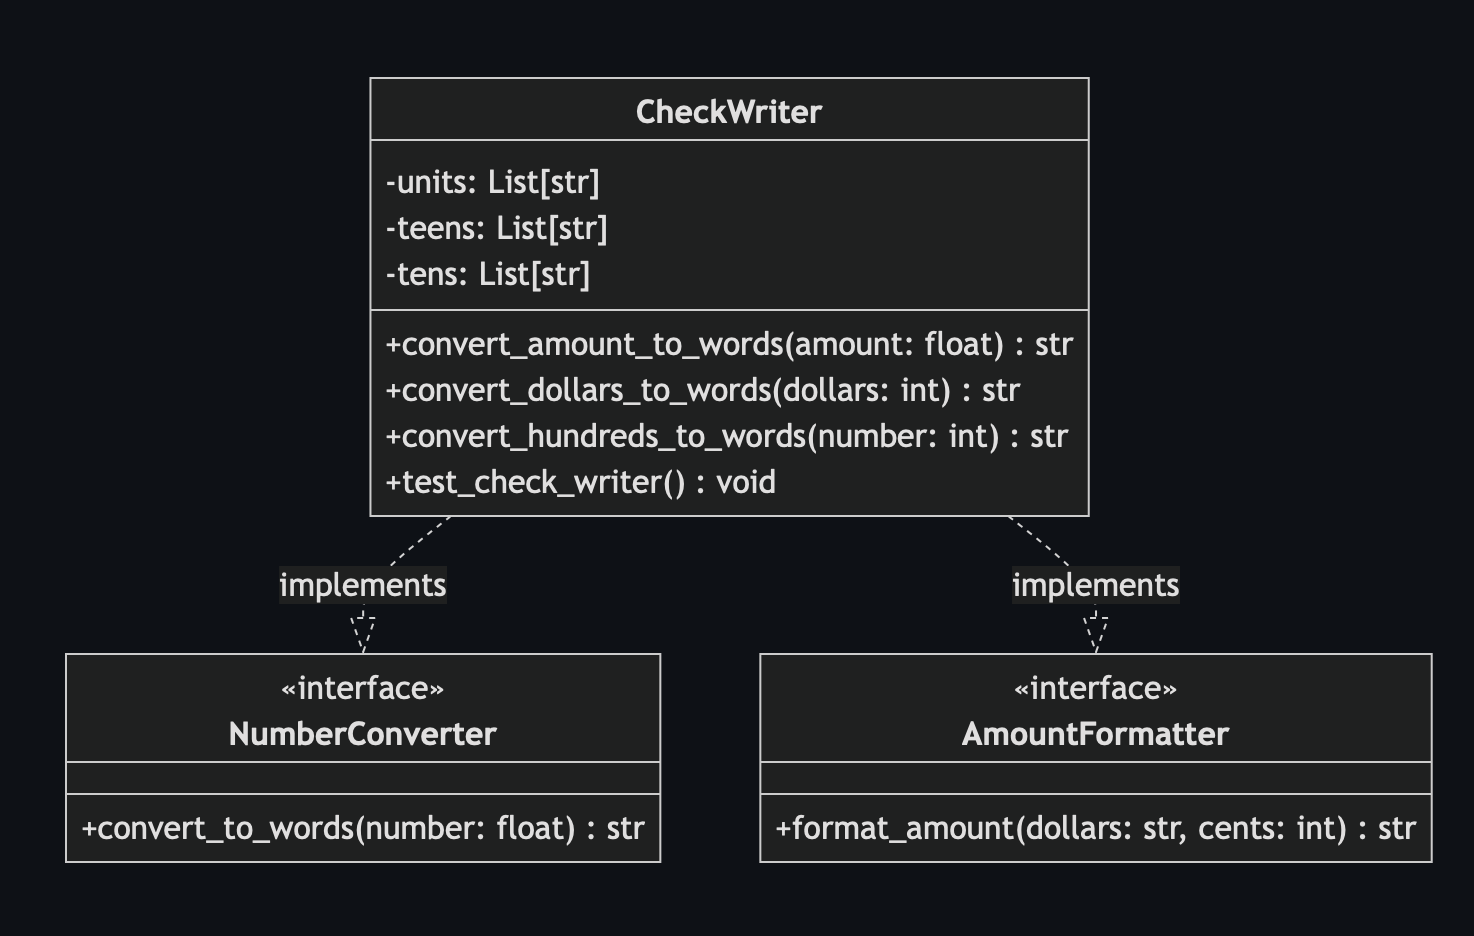 CheckWriter
-units: List[str]
-teens: List[str]
-tens: List[str]
+convert_amount_to_words(amount: float) : str
+convert_dollars_to_words(dollars: int) : str
+convert_hundreds_to_words(number: int) : str
+test_check_writer() : void
implements
implements
«interface»
NumberConverter
+convert_to_words(number: float) : str
«interface»
AmountFormatter
+format_amount(dollars: str, cents: int) : str